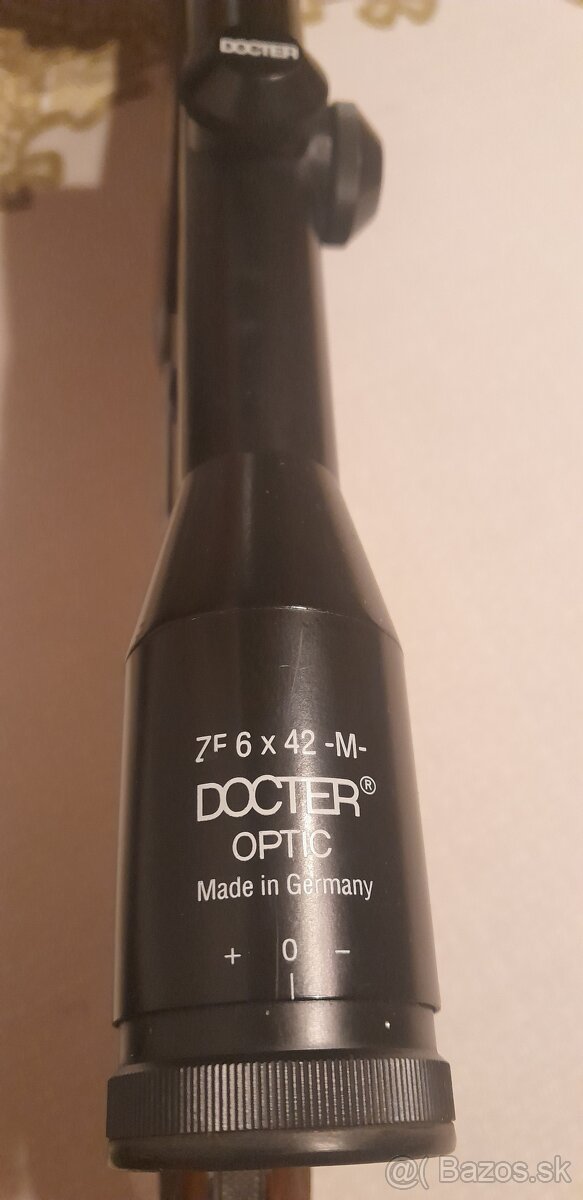 DOCTER
ZF 6 x 42 -M-
DOCTER®
OPTIC
Made in Germany
+ 0 -
@( Bazos.sk